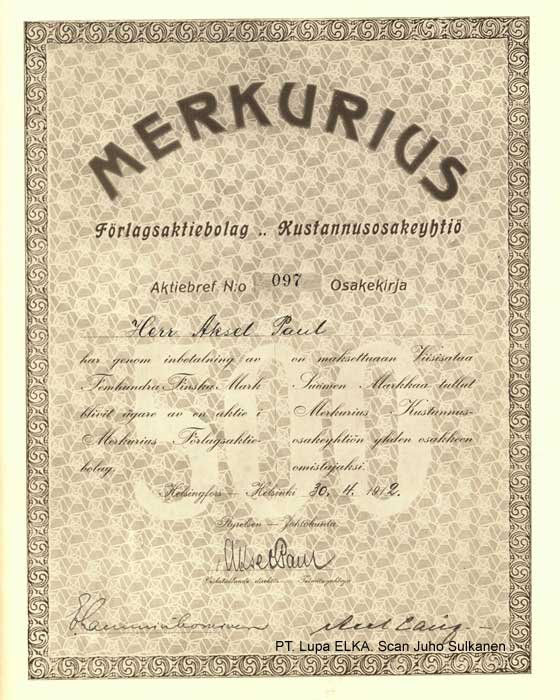 MERKURIUS
Förlagsaktiebolag .. Kustannusosakeyhtiö
Aktiebref N:o 097 Osakekirja
Herr Aksel Paul
har genom inbetalning av
Femhundra Finska Mark
blivit ägare av en aktie i
Merkurius Förlagsaktie-
bolag.
on maksettuaan Viisisataa
Suomen Markkaa tullut
Merkurius Kustannus-
osakeyhtiön yhden osakkeen
omistajaksi.
500
Helsingfors — Helsinki 30. 4. 1912.
Styrelsen — Johtokunta
Aksel Paul
PT. Lupa ELKA. Scan Juho Sulkanen